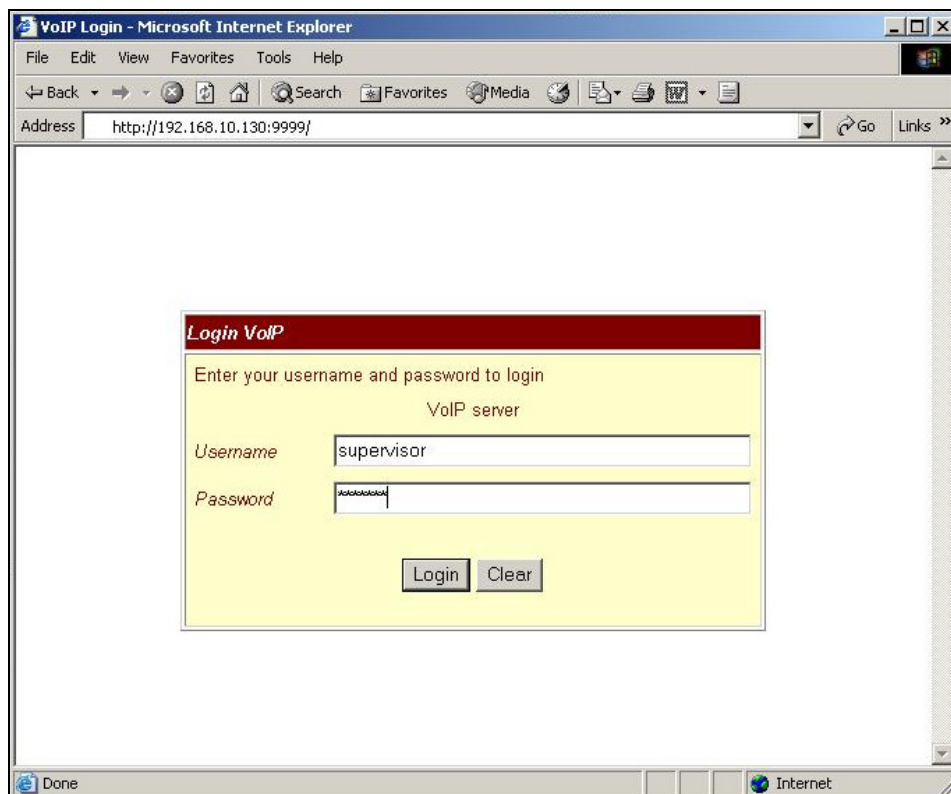 VoIP Login - Microsoft Internet Explorer
File Edit View Favorites Tools Help
Back Search Favorites Media
Address http://192.168.10.130:9999/ Go Links »
Login VoIP
Enter your username and password to login
VoIP server
Username supervisor
Password *******
Login Clear
Done Internet